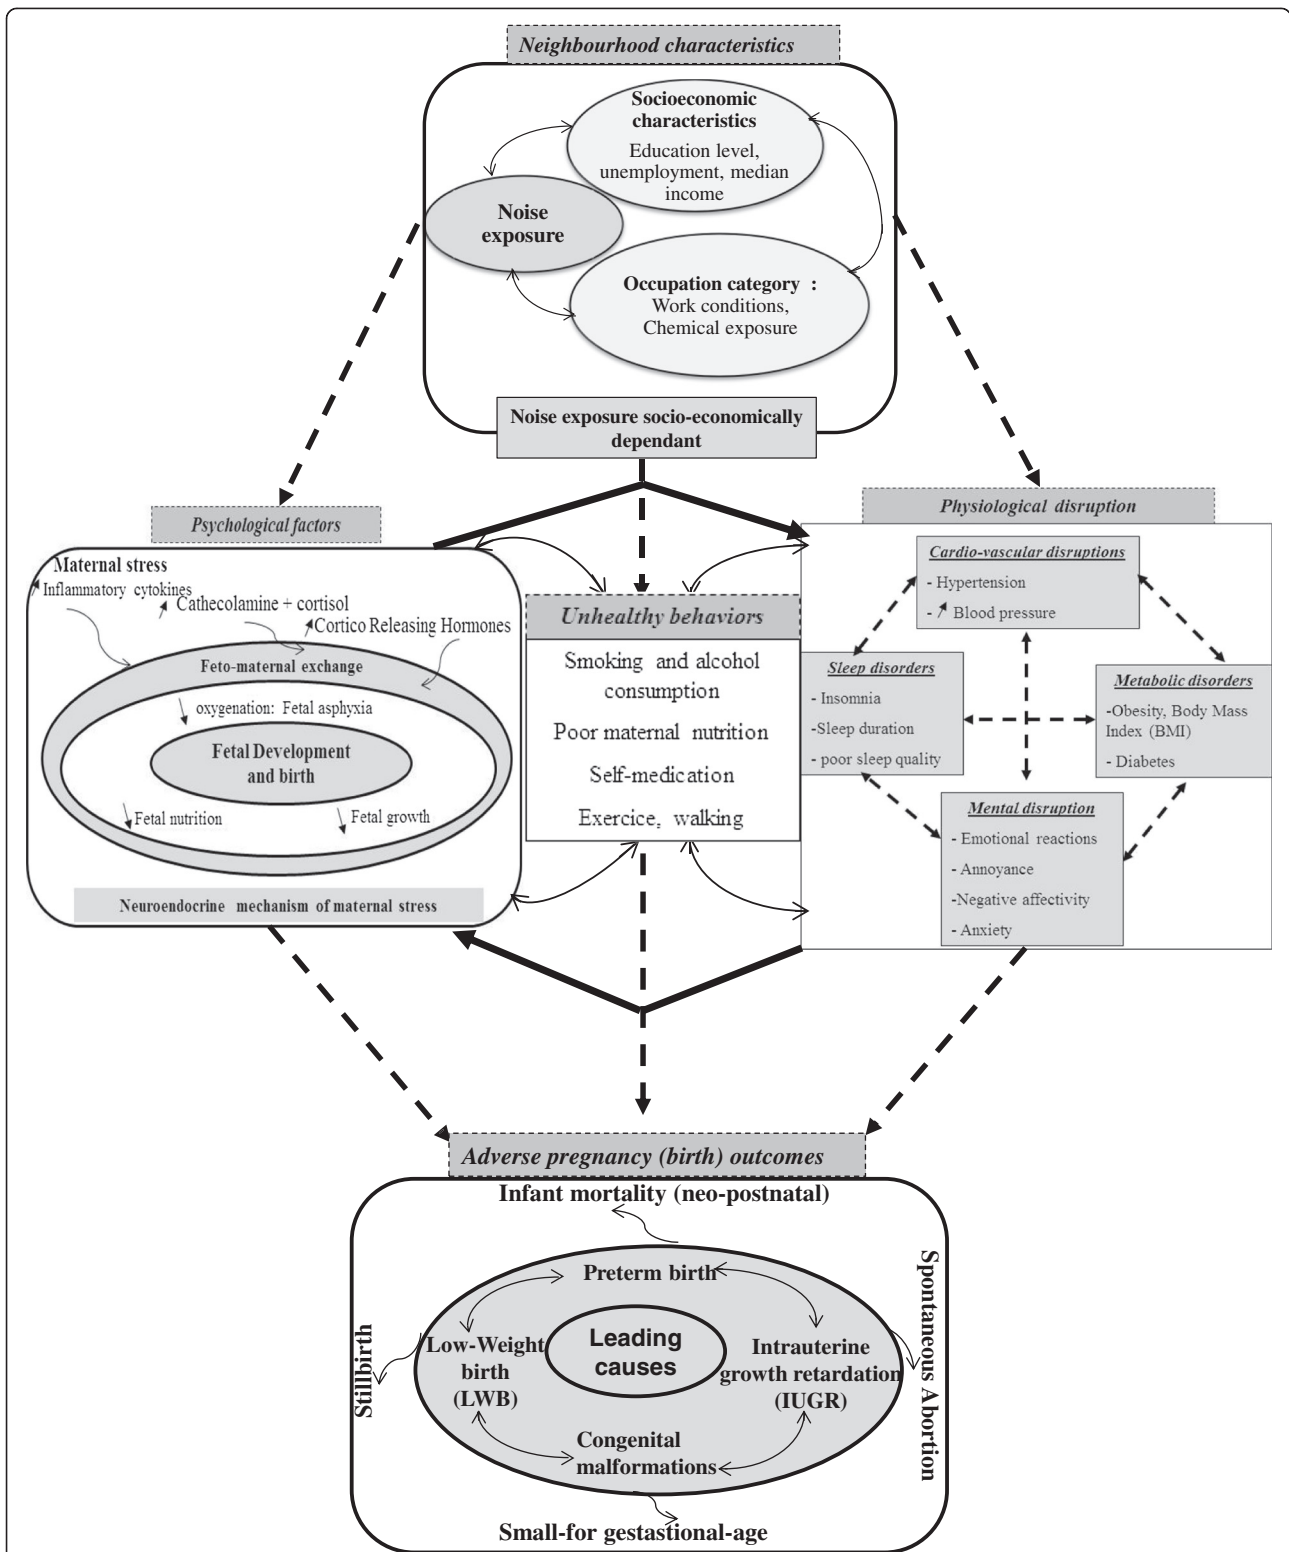 Neighbourhood characteristics
Socioeconomic
characteristics
Education level,
unemployment, median
income
Noise
exposure
Occupation category :
Work conditions,
Chemical exposure
Noise exposure socio-economically
dependant
Psychological factors
Maternal stress
Inflammatory cytokines
Cathecolamine + cortisol
Cortico Releasing Hormones
Feto-maternal exchange
oxygenation: Fetal asphyxia
Fetal Development
and birth
Fetal nutrition
Fetal growth
Neuroendocrine mechanism of maternal stress
Unhealthy behaviors
Smoking and alcohol
consumption
Poor maternal nutrition
Self-medication
Exercice, walking
Physiological disruption
Cardio-vascular disruptions
- Hypertension
- Blood pressure
Sleep disorders
- Insomnia
-Sleep duration
- poor sleep quality
Metabolic disorders
-Obesity, Body Mass
Index (BMI)
- Diabetes
Mental disruption
- Emotional reactions
- Annoyance
-Negative affectivity
- Anxiety
Adverse pregnancy (birth) outcomes
Infant mortality (neo-postnatal)
Preterm birth
Leading
causes
Low-Weight
birth
(LWB)
Intrauterine
growth retardation
(IUGR)
Congenital
malformations
Stillbirth
Spontaneous Abortion
Small-for gestastional-age